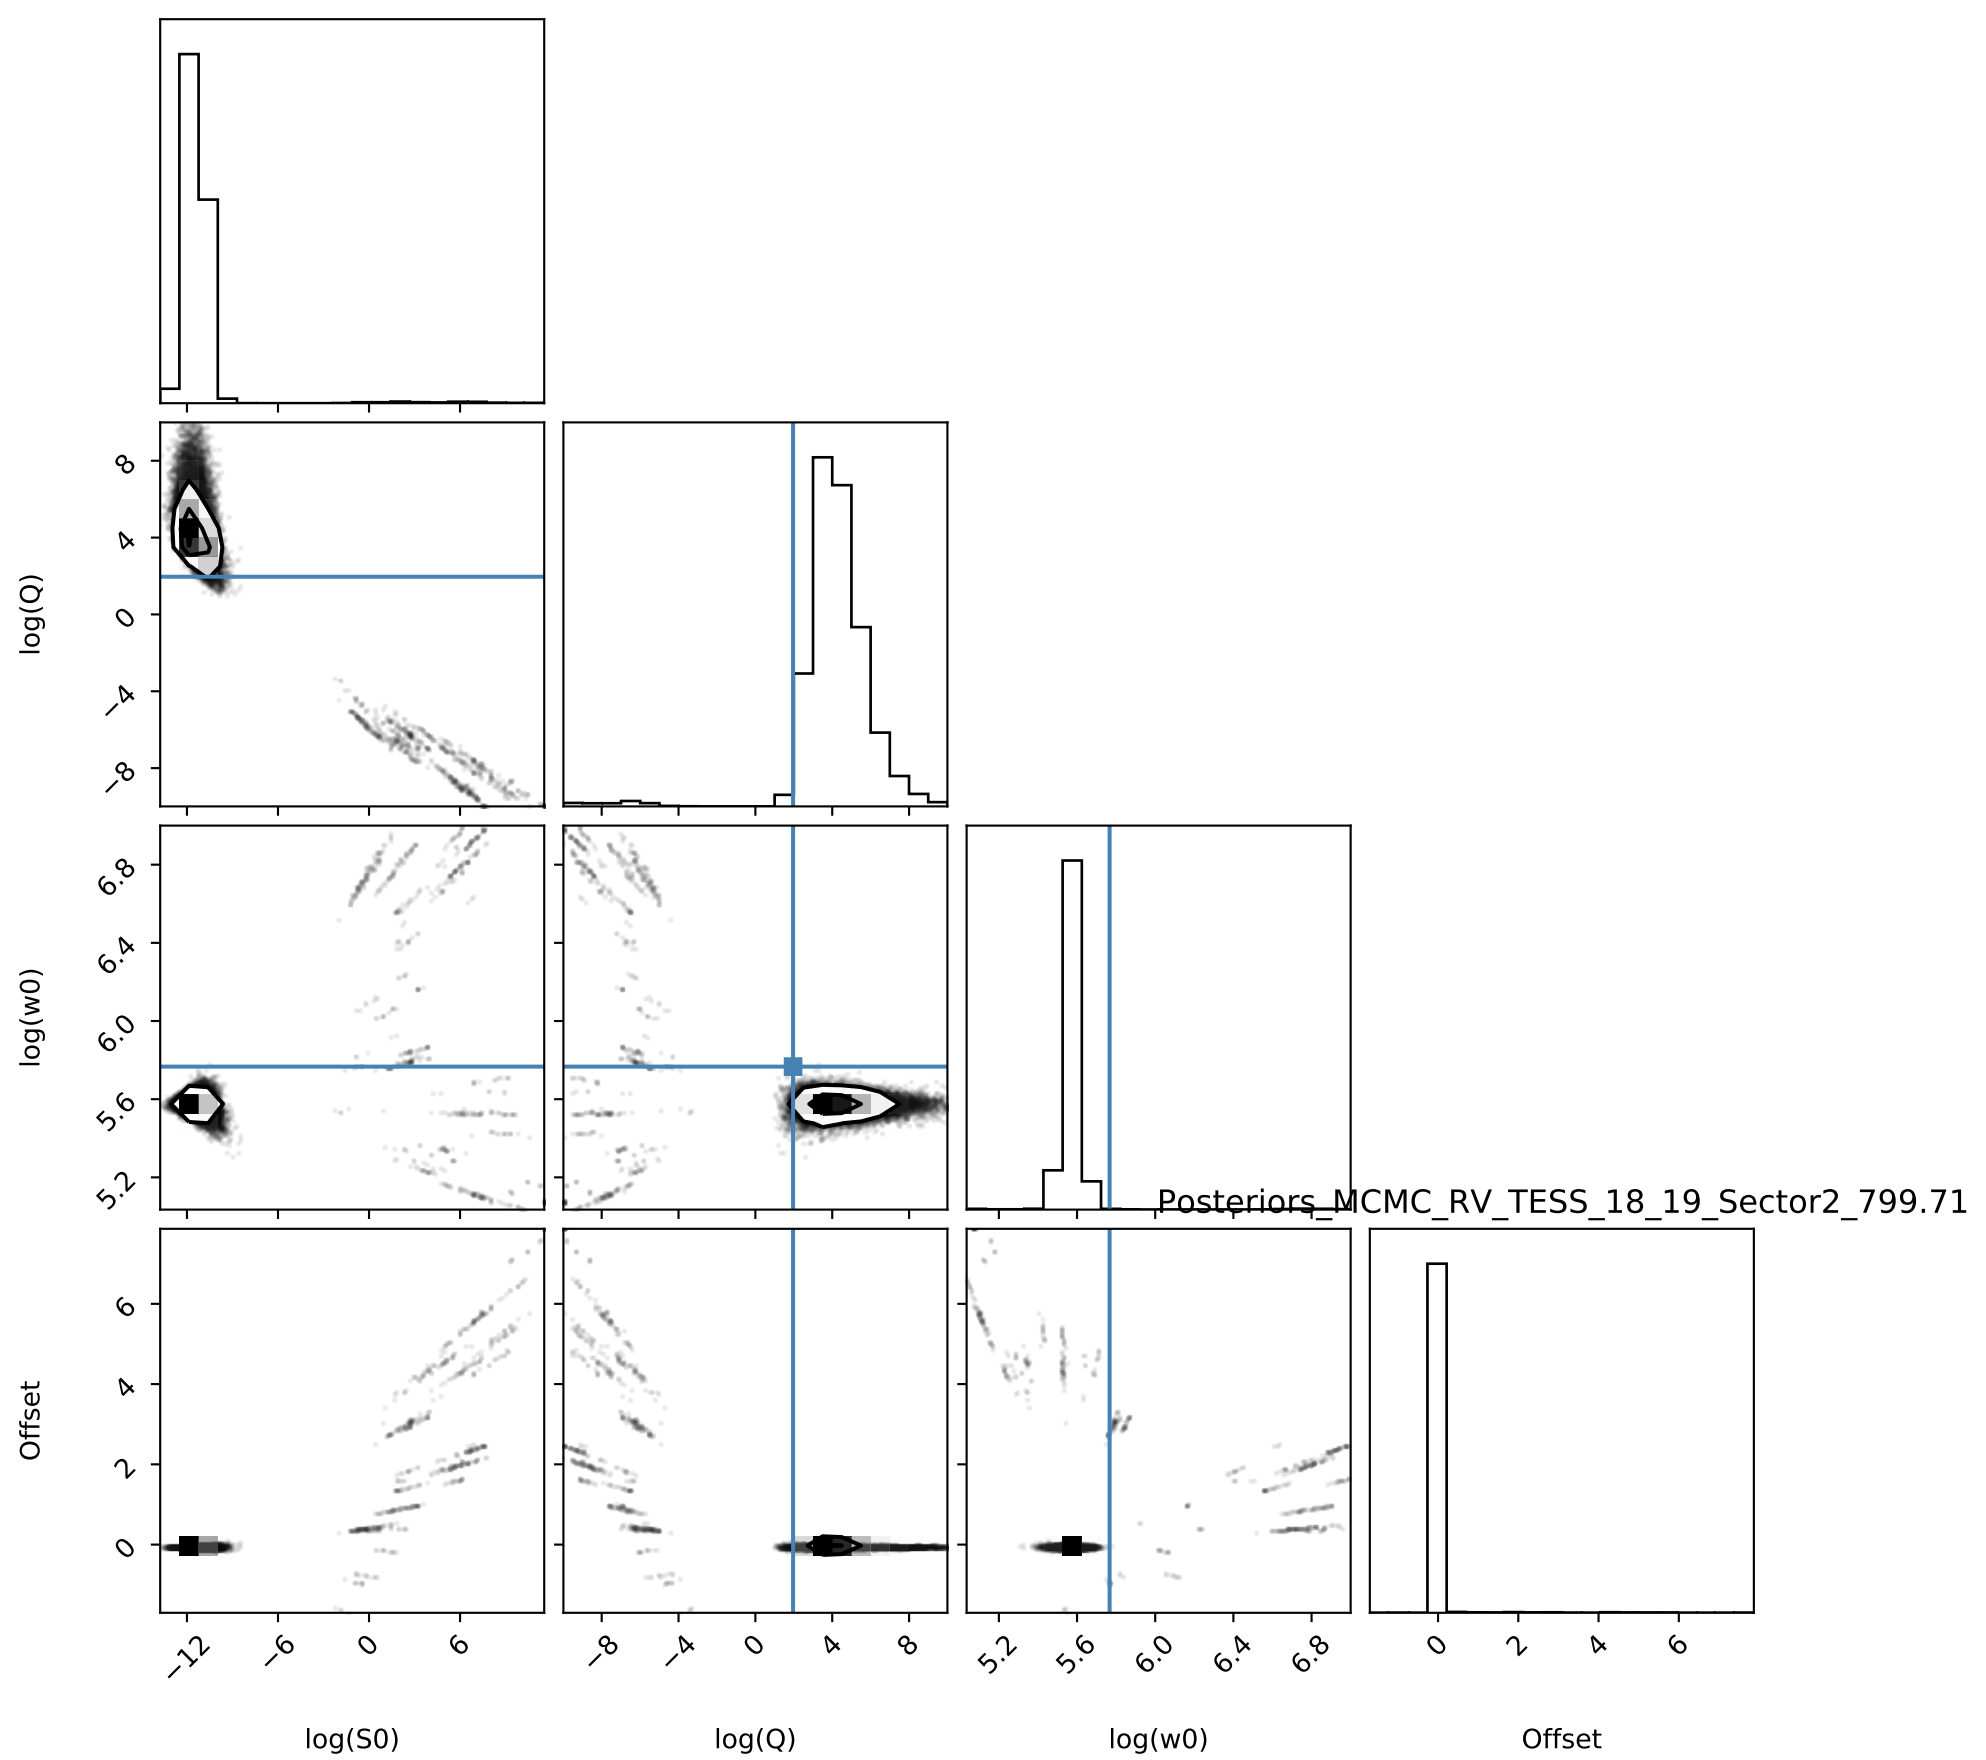 8
4
0
−4
−8
log(Q)
6.8
6.4
6.0
5.6
5.2
log(w0)
Posteriors_MCMC_RV_TESS_18_19_Sector2_799.71
6
4
2
0
Offset
−12 −6 0 6 −8 −4 0 4 8 5.2 5.6 6.0 6.4 6.8 0 2 4 6
log(S0) log(Q) log(w0) Offset